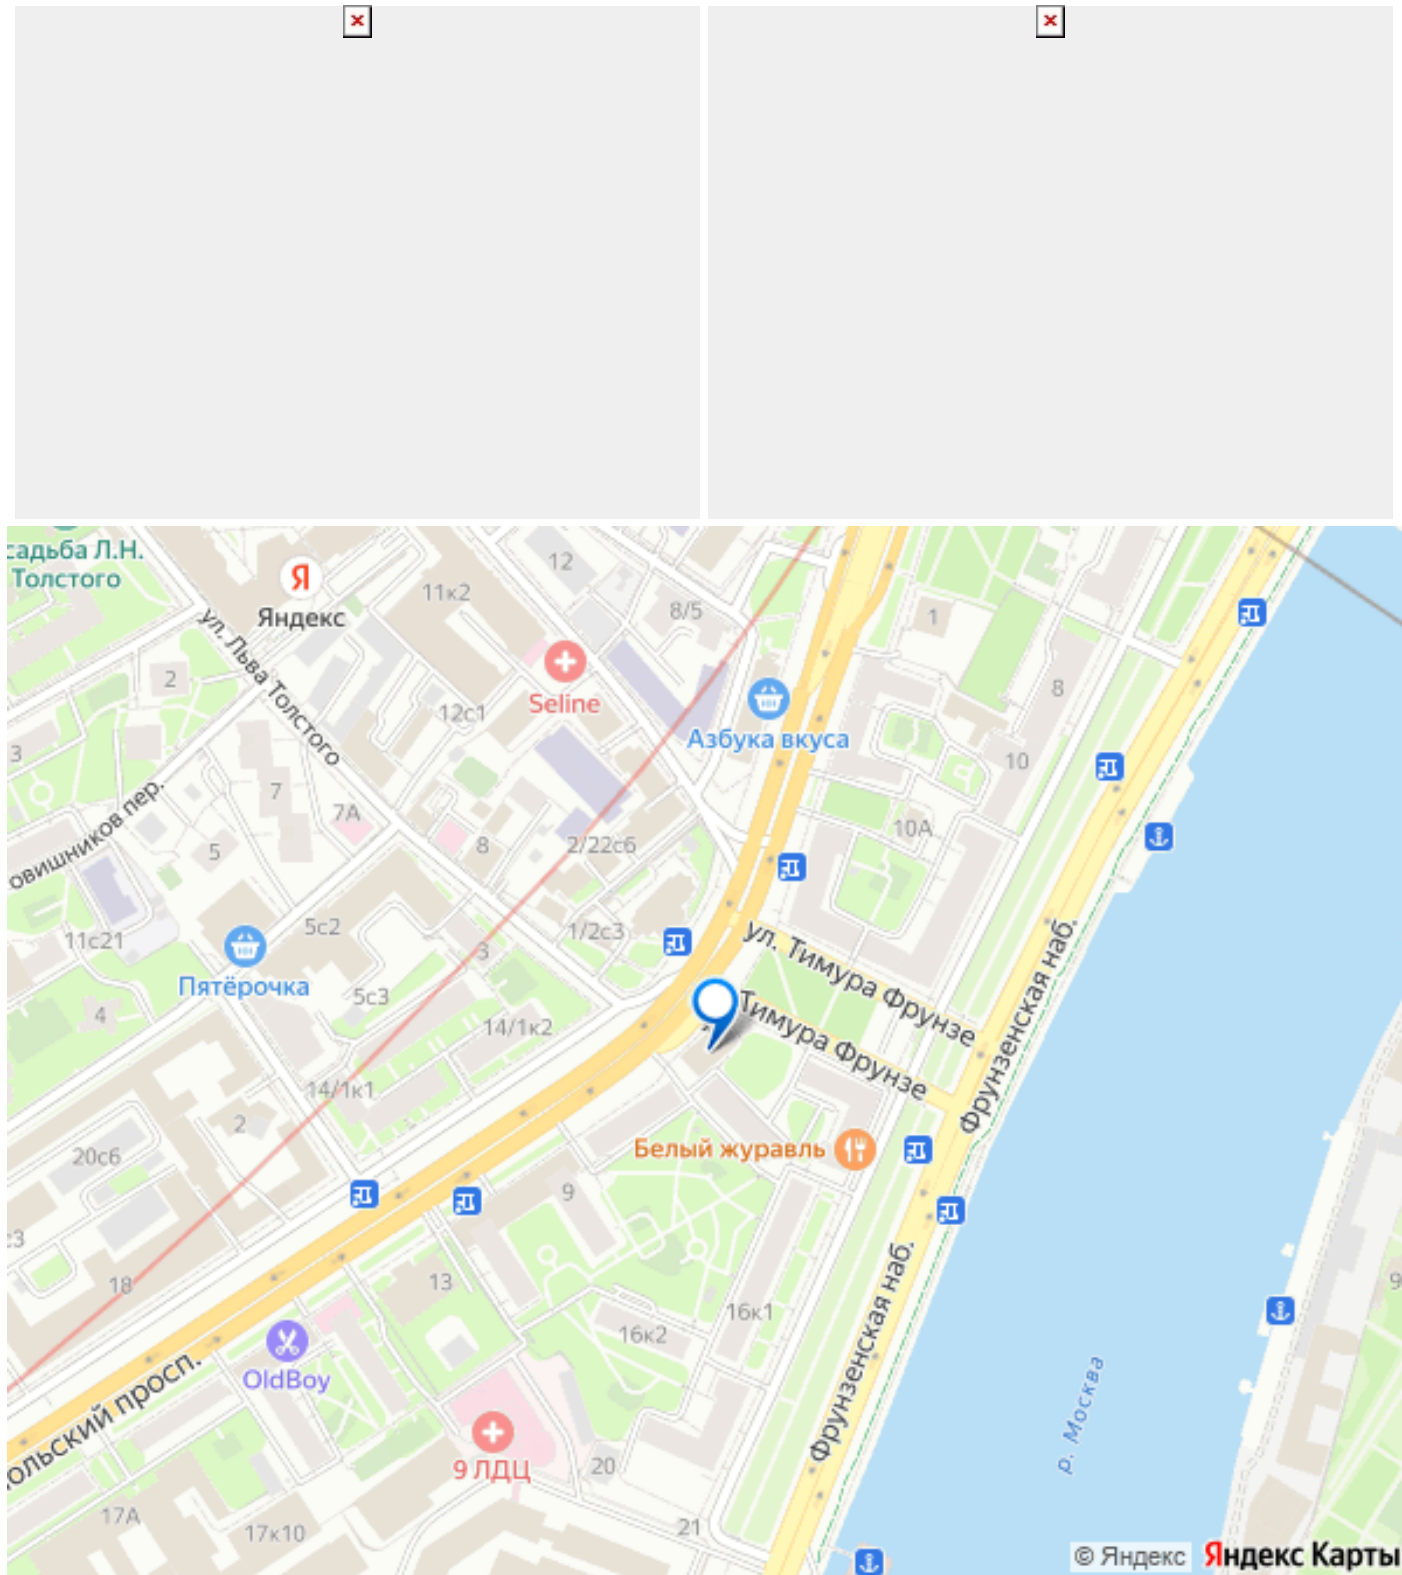 садьба Л.Н.
Толстого
Я
Яндекс
12
11к2
8/5
1
ул. Льва Толстого
2
Seline
8
12с1
Азбука вкуса
3
10
7
7А
10А
овишников пер.
5
8
2/22с6
11с21
5с2
1/2с3
3
ул. Тимура Фрунзе
Пятёрочка
5с3
4
14/1к2
Тимура Фрунзе
Фрунзенская наб.
14/1к1
2
20с6
Белый журавль
9
с3
18
13
9
16к1
16к2
OldBoy
Фрунзенская наб.
ольский просп.
р. Москва
9 ЛДЦ
20
17А
17к10
21
© Яндекс Яндекс Карты